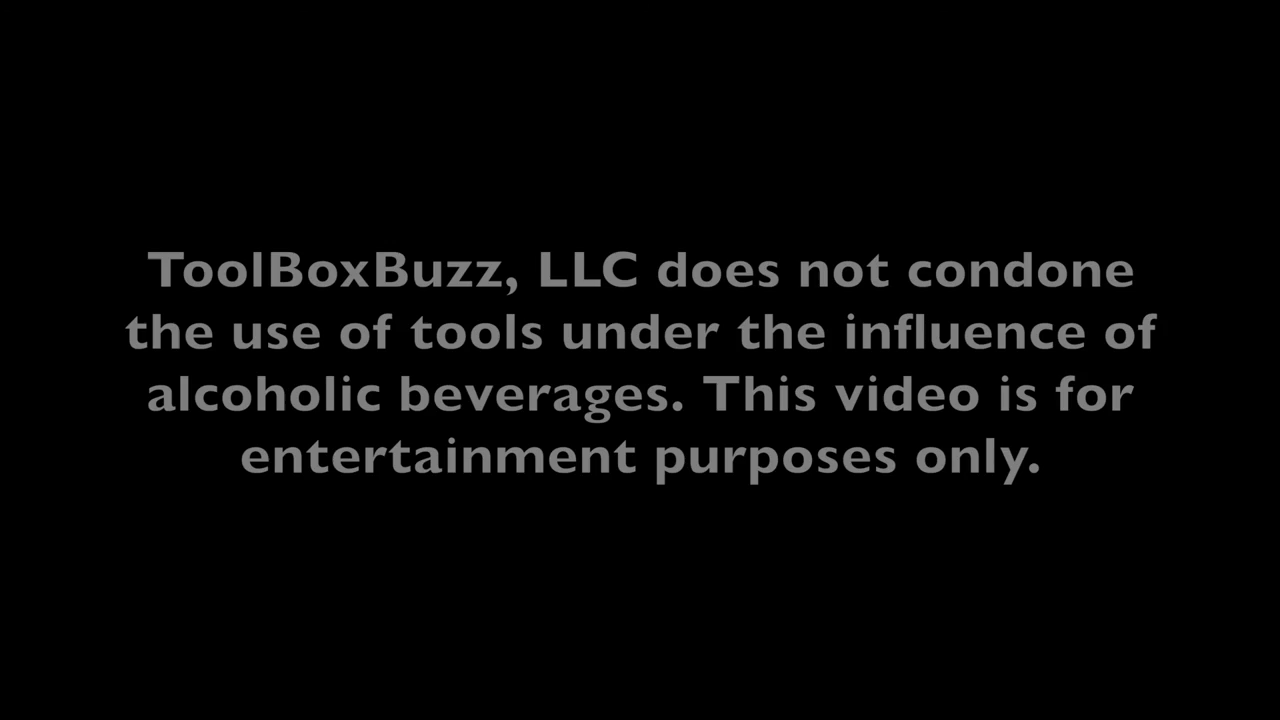 ToolBoxBuzz, LLC does not condone
the use of tools under the influence of
alcoholic beverages. This video is for
entertainment purposes only.